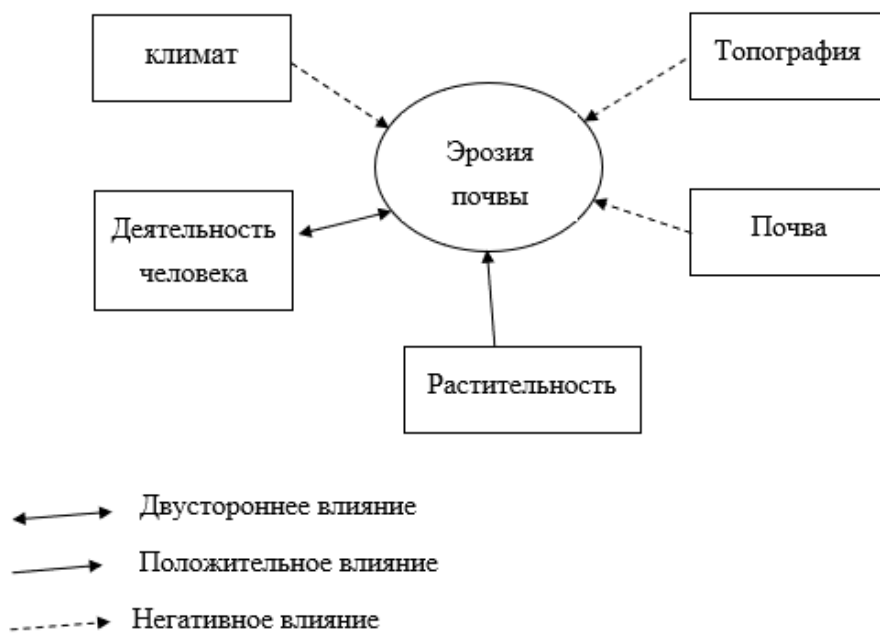 климат
Топография
Эрозия
почвы
Деятельность
человека
Почва
Растительность
Двустороннее влияние
Положительное влияние
Негативное влияние